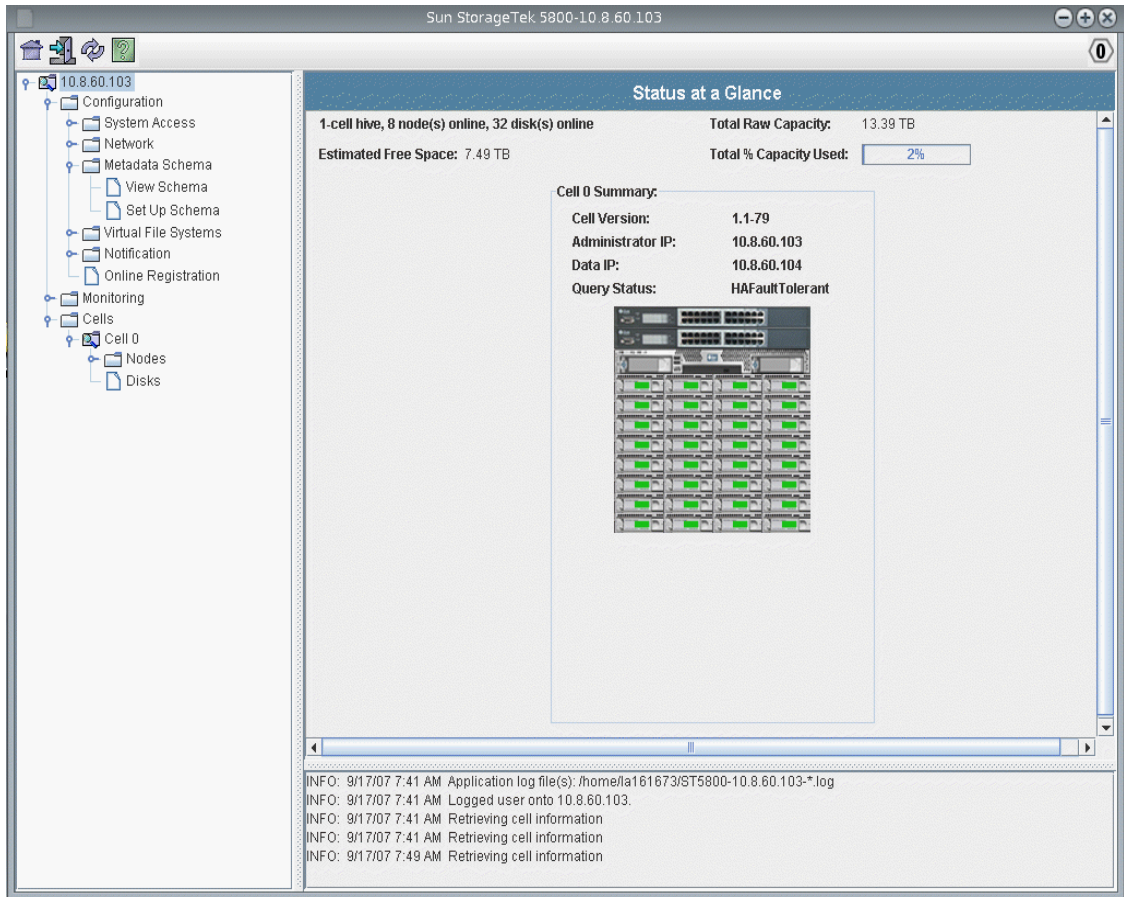 Sun StorageTek 5800-10.8.60.103
0
10.8.60.103
Configuration
System Access
Network
Metadata Schema
View Schema
Set Up Schema
Virtual File Systems
Notification
Online Registration
Monitoring
Cells
Cell 0
Nodes
Disks
Status at a Glance
1-cell hive, 8 node(s) online, 32 disk(s) online
Total Raw Capacity: 13.39 TB
Estimated Free Space: 7.49 TB
Total % Capacity Used: 2%
Cell 0 Summary:
Cell Version: 1.1-79
Administrator IP: 10.8.60.103
Data IP: 10.8.60.104
Query Status: HAFaultTolerant
INFO: 9/17/07 7:41 AM Application log file(s): /home/la161673/ST5800-10.8.60.103-*.log
INFO: 9/17/07 7:41 AM Logged user onto 10.8.60.103.
INFO: 9/17/07 7:41 AM Retrieving cell information
INFO: 9/17/07 7:41 AM Retrieving cell information
INFO: 9/17/07 7:49 AM Retrieving cell information